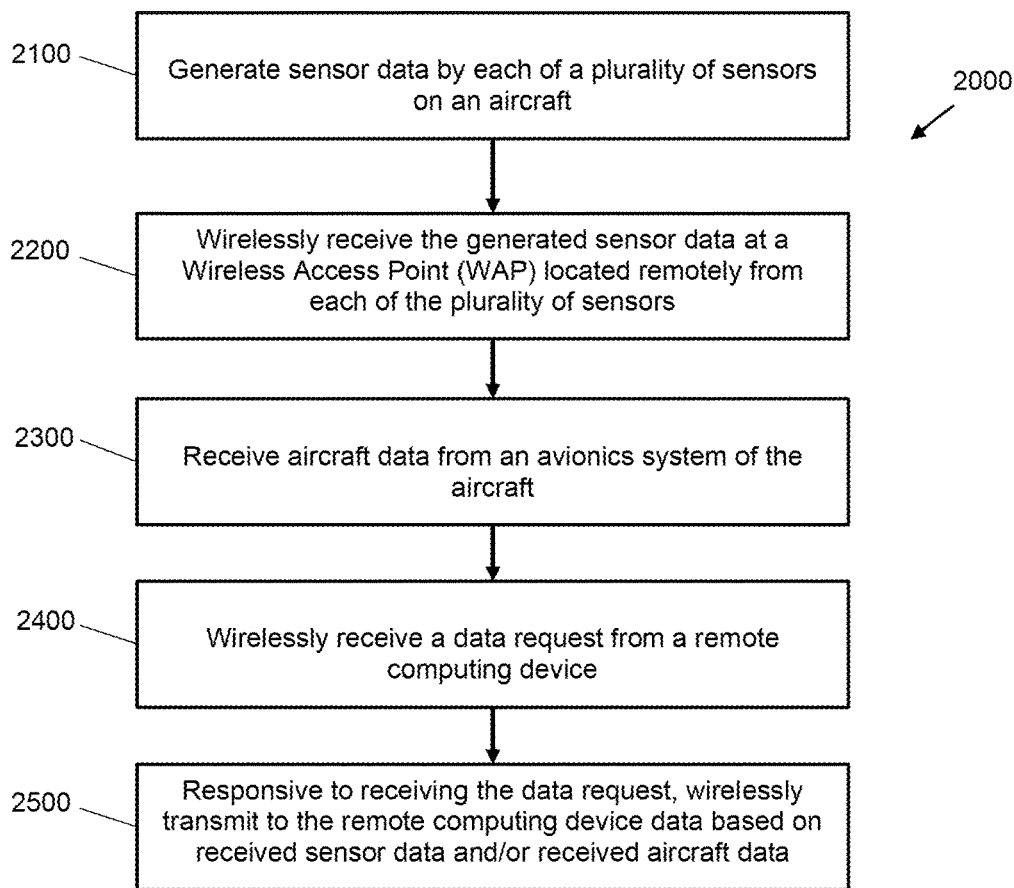 2100
Generate sensor data by each of a plurality of sensors
on an aircraft
2000
2200
Wirelessly receive the generated sensor data at a
Wireless Access Point (WAP) located remotely from
each of the plurality of sensors
2300
Receive aircraft data from an avionics system of the
aircraft
2400
Wirelessly receive a data request from a remote
computing device
2500
Responsive to receiving the data request, wirelessly
transmit to the remote computing device data based on
received sensor data and/or received aircraft data